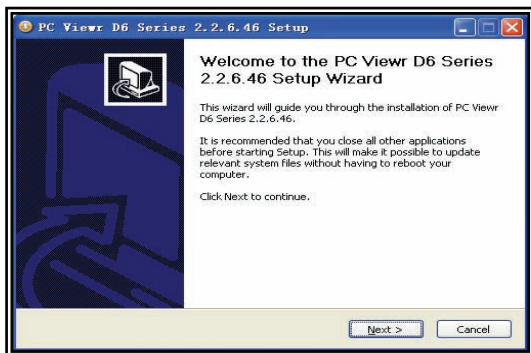 PC Viewr D6 Series 2.2.6.46 Setup
Welcome to the PC Viewr D6 Series
2.2.6.46 Setup Wizard
This wizard will guide you through the installation of PC Viewr
D6 Series 2.2.6.46.
It is recommended that you close all other applications
before starting Setup. This will make it possible to update
relevant system files without having to reboot your
computer.
Click Next to continue.
Next > Cancel